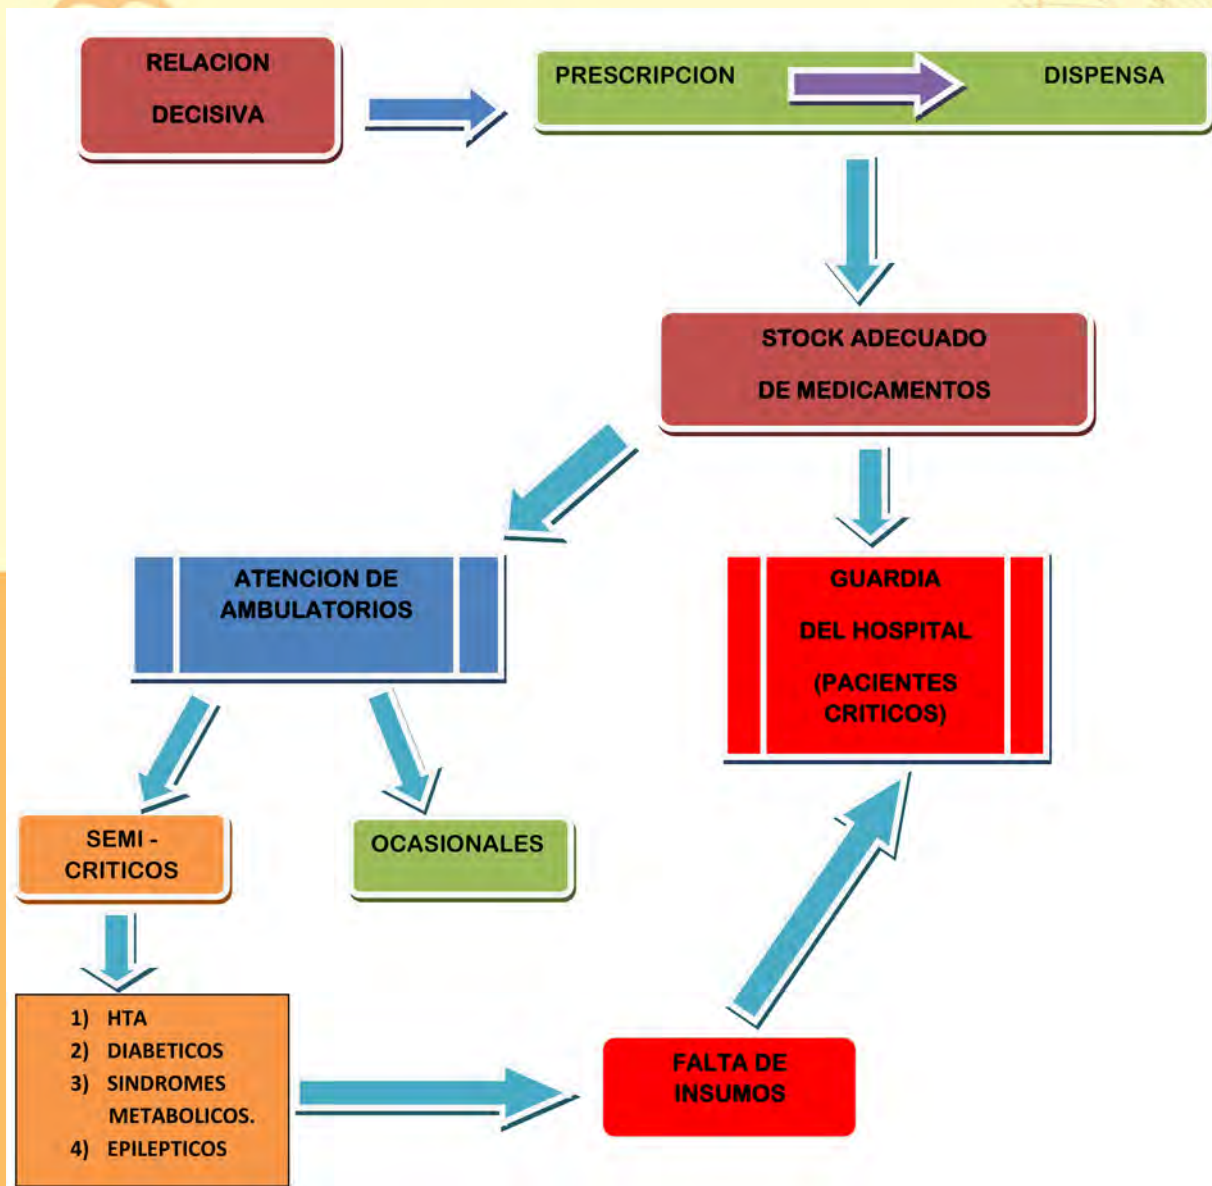 RELACION
DECISIVA
PRESCRIPCION DISPENSA
STOCK ADECUADO
DE MEDICAMENTOS
ATENCION DE
AMBULATORIOS
GUARDIA
DEL HOSPITAL
(PACIENTES
CRITICOS)
SEMI -
CRITICOS
OCASIONALES
1) HTA
2) DIABETICOS
3) SINDROMES
METABOLICOS.
4) EPILEPTICOS
FALTA DE
INSUMOS